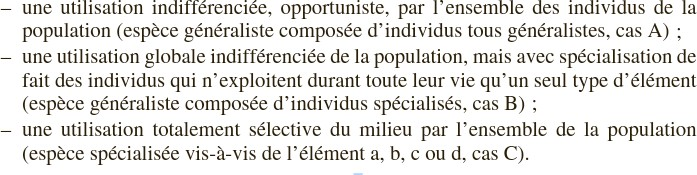 – une utilisation indifférenciée, opportuniste, par l'ensemble des individus de la
population (espèce généraliste composée d'individus tous généralistes, cas A) ;
– une utilisation globale indifférenciée de la population, mais avec spécialisation de
fait des individus qui n'exploitent durant toute leur vie qu'un seul type d'élément
(espèce généraliste composée d'individus spécialisés, cas B) ;
– une utilisation totalement sélective du milieu par l'ensemble de la population
(espèce spécialisée vis-à-vis de l'élément a, b, c ou d, cas C).